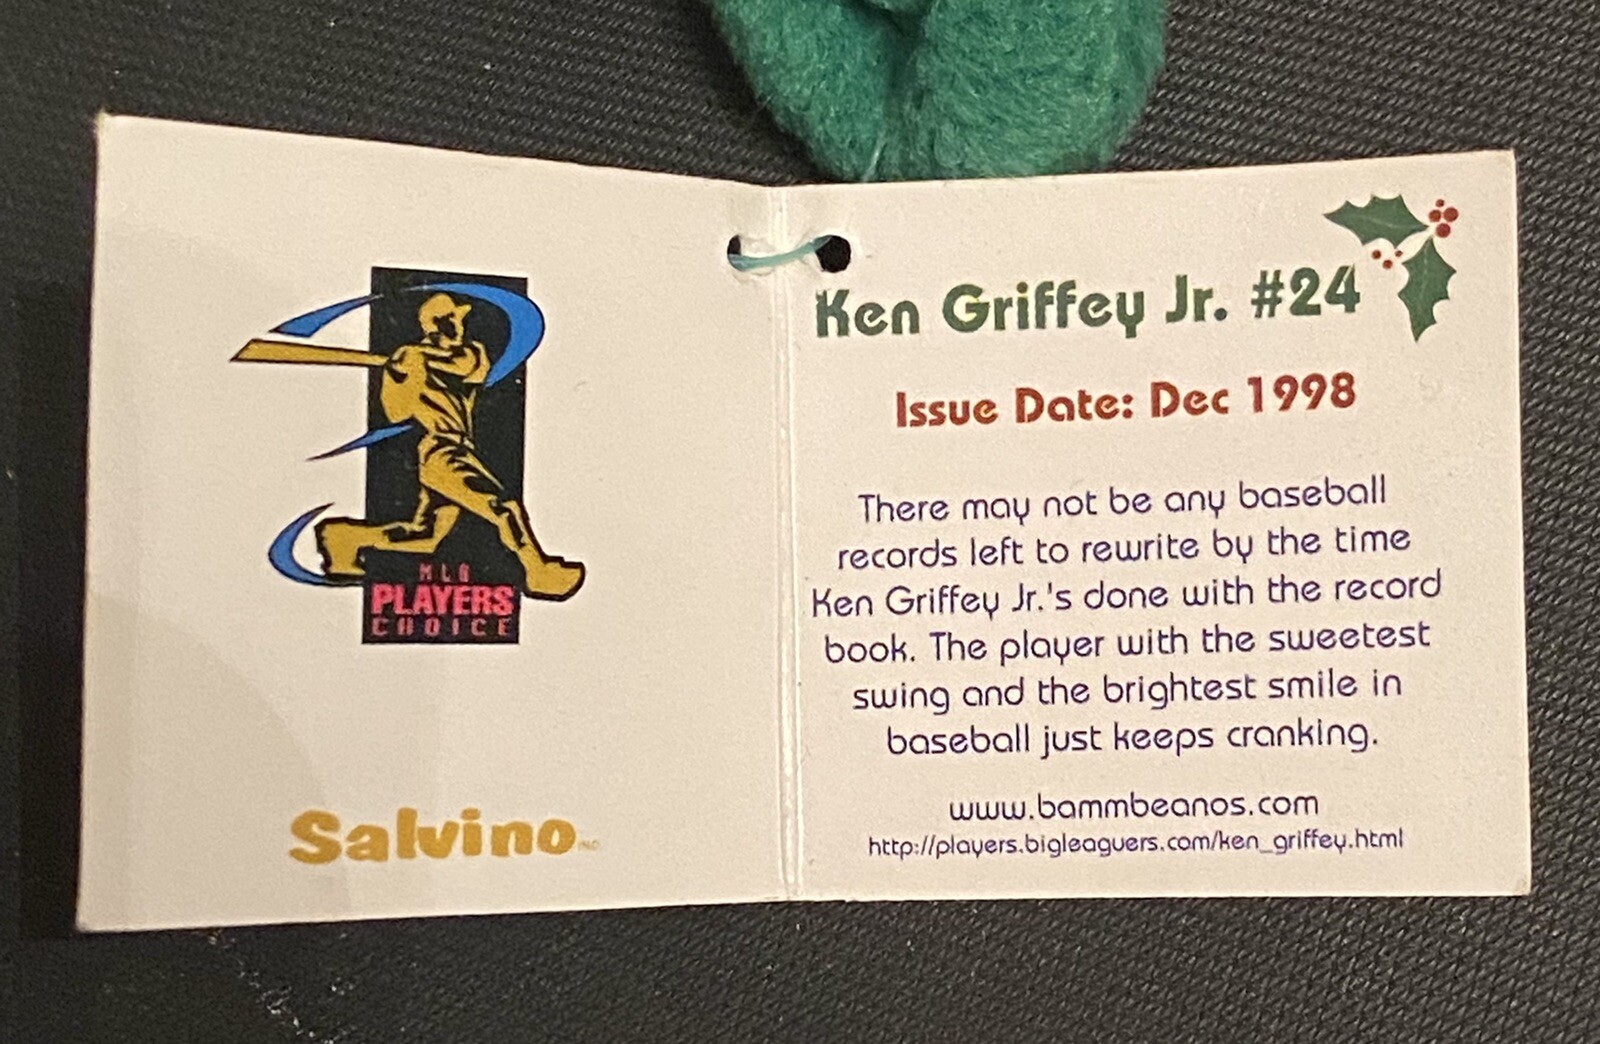 MLB
PLAYERS
CHOICE
Salvino INC
Ken Griffey Jr. #24
Issue Date: Dec 1998
There may not be any baseball
records left to rewrite by the time
Ken Griffey Jr.'s done with the record
book. The player with the sweetest
swing and the brightest smile in
baseball just keeps cranking.
www.bammbeanos.com
http://players.bigleaguers.com/ken_griffey.html